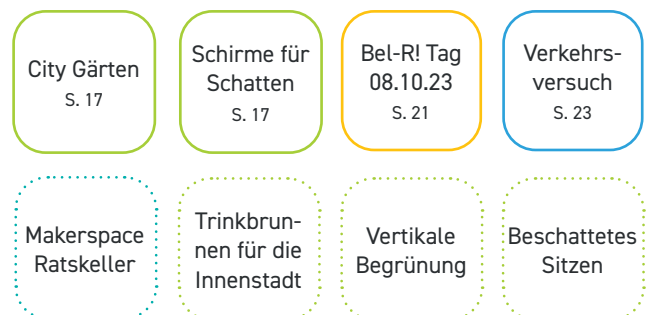 City Gärten
S. 17
Schirme für
Schatten
S. 17
Bel-R! Tag
08.10.23
S. 21
Verkehrs-
versuch
S. 23
Makerspace
Ratskeller
Trinkbrun-
nen für die
Innenstadt
Vertikale
Begrünung
Beschattetes
Sitzen